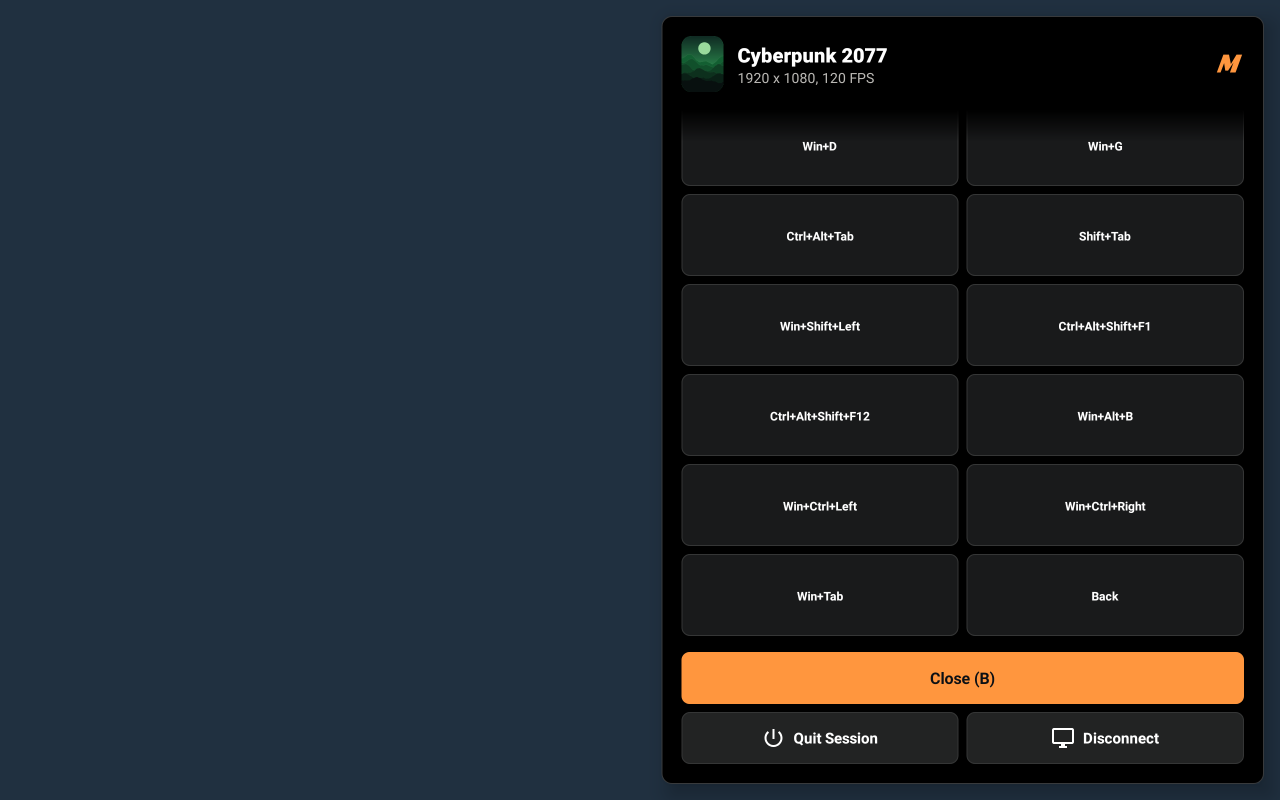 Cyberpunk 2077
1920 x 1080, 120 FPS
Win+D
Win+G
Ctrl+Alt+Tab
Shift+Tab
Win+Shift+Left
Ctrl+Alt+Shift+F1
Ctrl+Alt+Shift+F12
Win+Alt+B
Win+Ctrl+Left
Win+Ctrl+Right
Win+Tab
Back
Close (B)
Quit Session
Disconnect